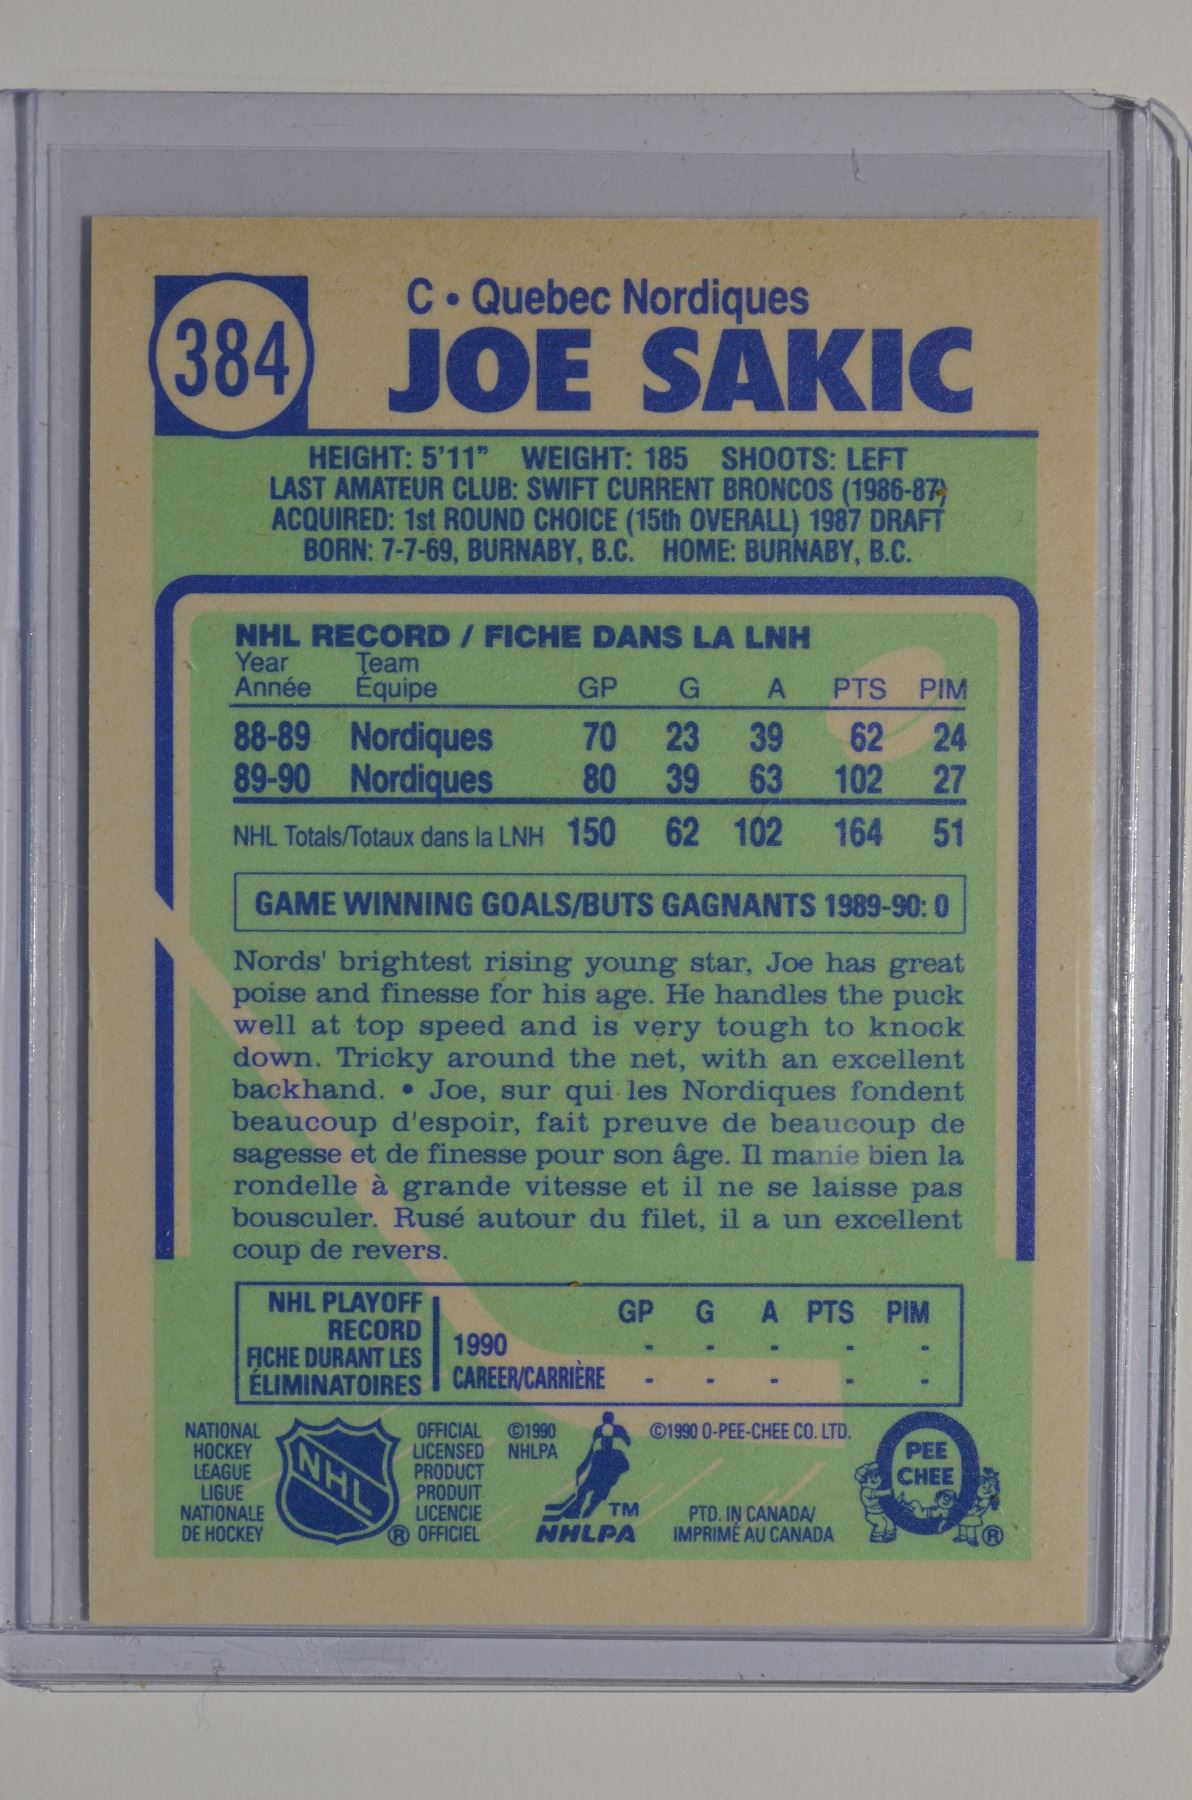 384
C • Quebec Nordiques
JOE SAKIC
HEIGHT: 5'11" WEIGHT: 185 SHOOTS: LEFT
LAST AMATEUR CLUB: SWIFT CURRENT BRONCOS (1986-87)
ACQUIRED: 1st ROUND CHOICE (15th OVERALL) 1987 DRAFT
BORN: 7-7-69, BURNABY, B.C. HOME: BURNABY, B.C.
NHL RECORD / FICHE DANS LA LNH
Year Team
Année Équipe GP G A PTS PIM
88-89 Nordiques 70 23 39 62 24
89-90 Nordiques 80 39 63 102 27
NHL Totals/Totaux dans la LNH 150 62 102 164 51
GAME WINNING GOALS/BUTS GAGNANTS 1989-90: 0
Nords' brightest rising young star, Joe has great
poise and finesse for his age. He handles the puck
well at top speed and is very tough to knock
down. Tricky around the net, with an excellent
backhand. • Joe, sur qui les Nordiques fondent
beaucoup d'espoir, fait preuve de beaucoup de
sagesse et de finesse pour son âge. Il manie bien la
rondelle à grande vitesse et il ne se laisse pas
bousculer. Rusé autour du filet, il a un excellent
coup de revers.
NHL PLAYOFF
RECORD
FICHE DURANT LES
ÉLIMINATOIRES
GP G A PTS PIM
1990 - - - - -
CAREER/CARRIÈRE - - - - -
NATIONAL
HOCKEY
LEAGUE
LIGUE
NATIONALE
DE HOCKEY
NHL
®
OFFICIAL
LICENSED
PRODUCT
PRODUIT
LICENCIE
OFFICIEL
©1990
NHLPA
TM
NHLPA
©1990 O-PEE-CHEE CO. LTD.
PTD. IN CANADA/
IMPRIMÉ AU CANADA
O
PEE
CHEE
®